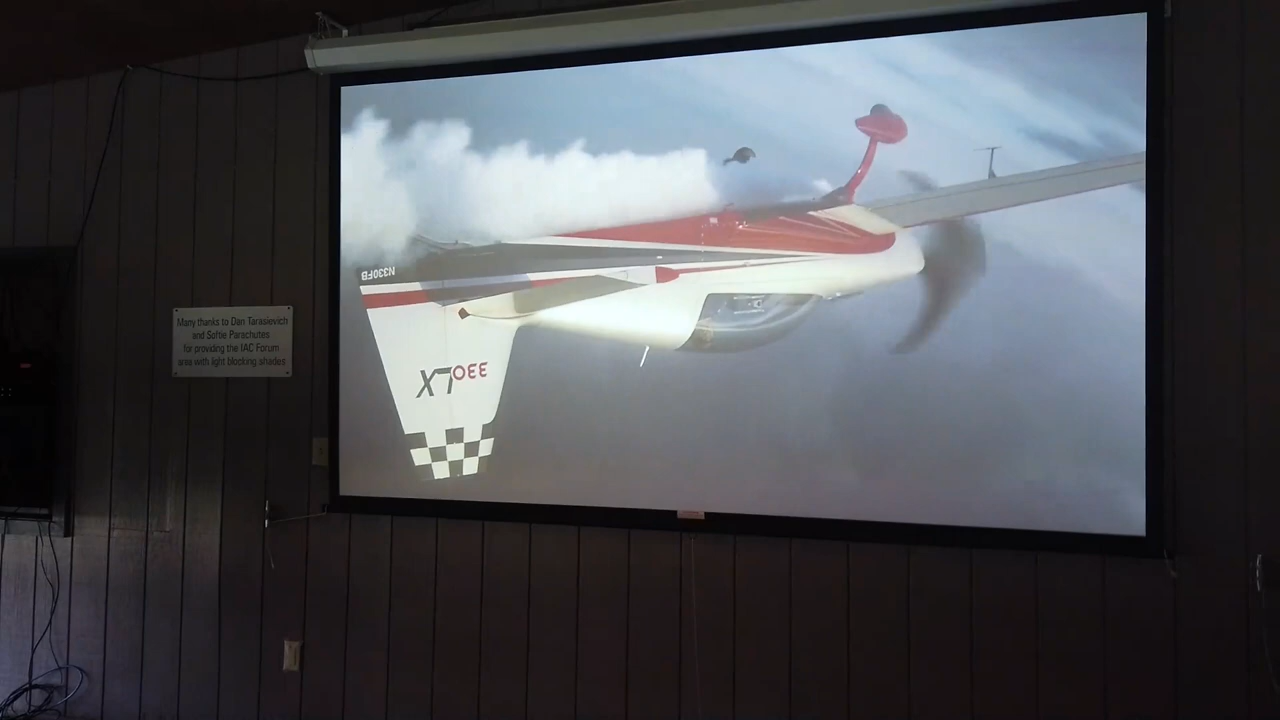 Many thanks to Dan Tarasievich
and Softie Parachutes
for providing the IAC Forum
area with light blocking shades
N330FB
330LX